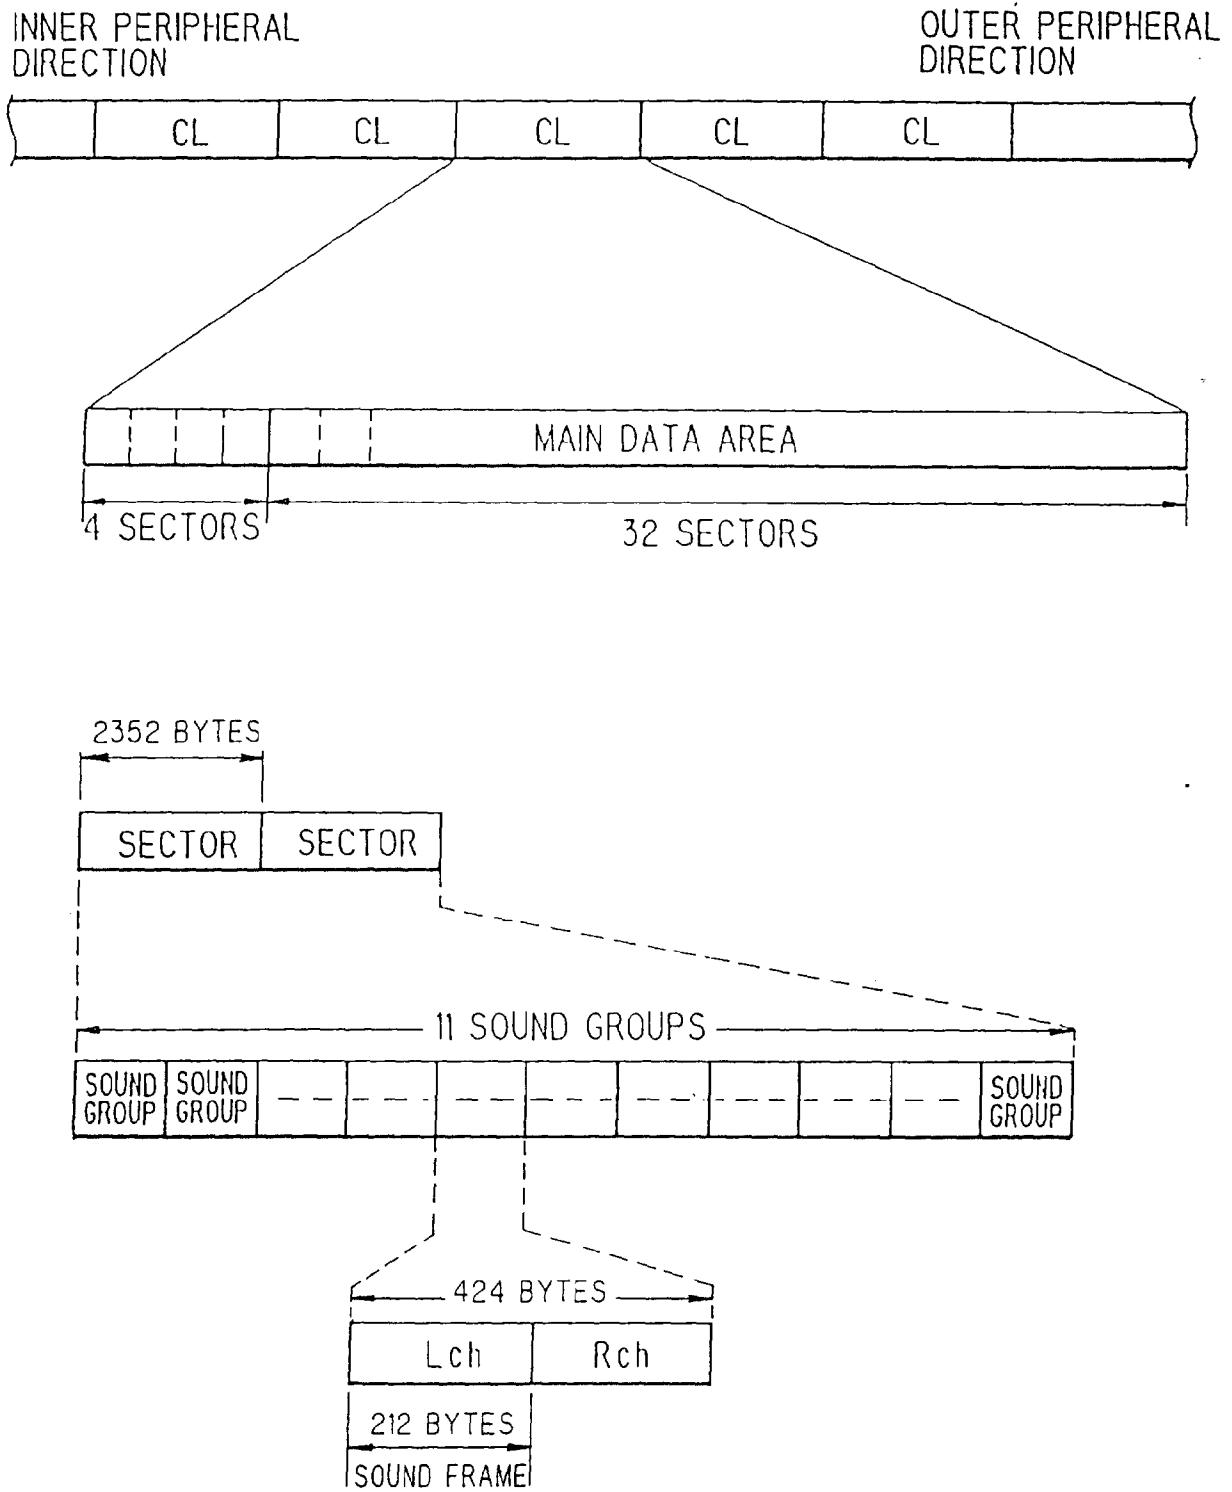 INNER PERIPHERAL
DIRECTION
OUTER PERIPHERAL
DIRECTION
CL CL CL CL CL
MAIN DATA AREA
4 SECTORS
32 SECTORS
2352 BYTES
SECTOR SECTOR
11 SOUND GROUPS
SOUND GROUP
SOUND GROUP
SOUND GROUP
424 BYTES
Lch Rch
212 BYTES
SOUND FRAME